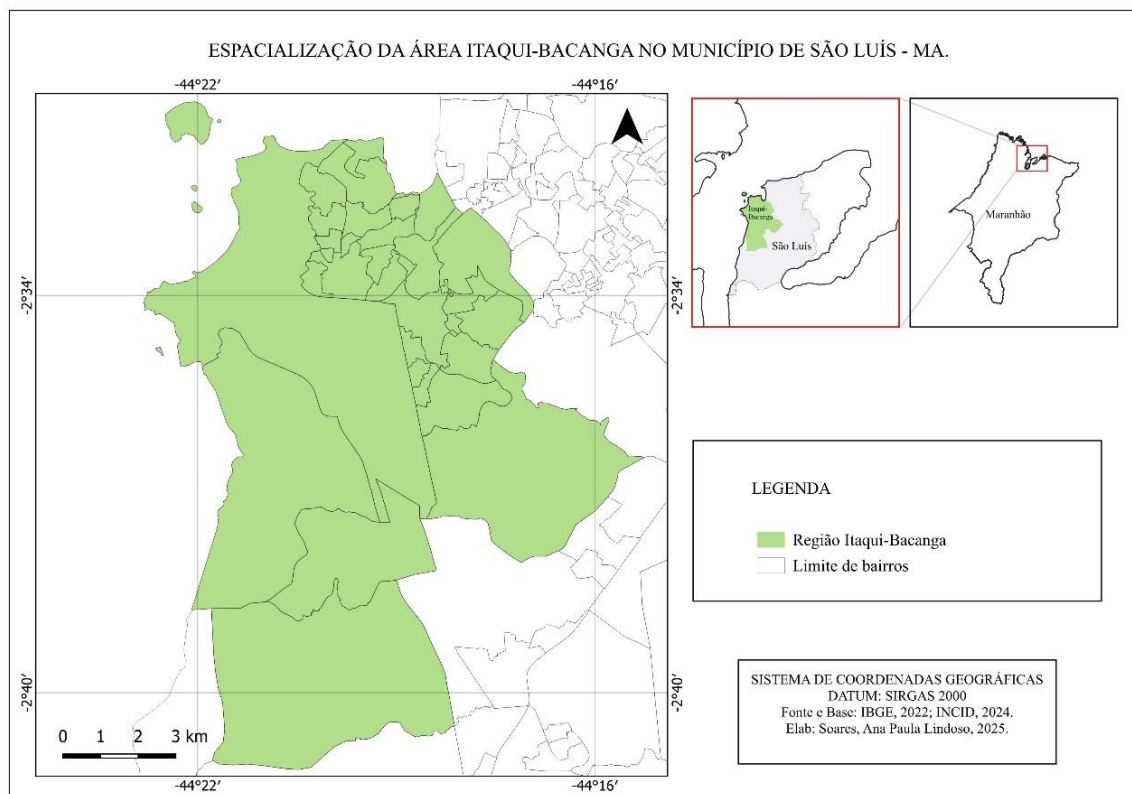 ESPACIALIZAÇÃO DA ÁREA ITAQUI-BACANGA NO MUNICÍPIO DE SÃO LUÍS - MA.
-44°22′
-44°16′
-2°34′
-2°34′
-2°40′
-2°40′
0 1 2 3 km
-44°22′
-44°16′
Itaqui-
Bacanga
São Luís
Maranhão
LEGENDA
Região Itaqui-Bacanga
Limite de bairros
SISTEMA DE COORDENADAS GEOGRÁFICAS
DATUM: SIRGAS 2000
Fonte e Base: IBGE, 2022; INCID, 2024.
Elab: Soares, Ana Paula Lindoso, 2025.